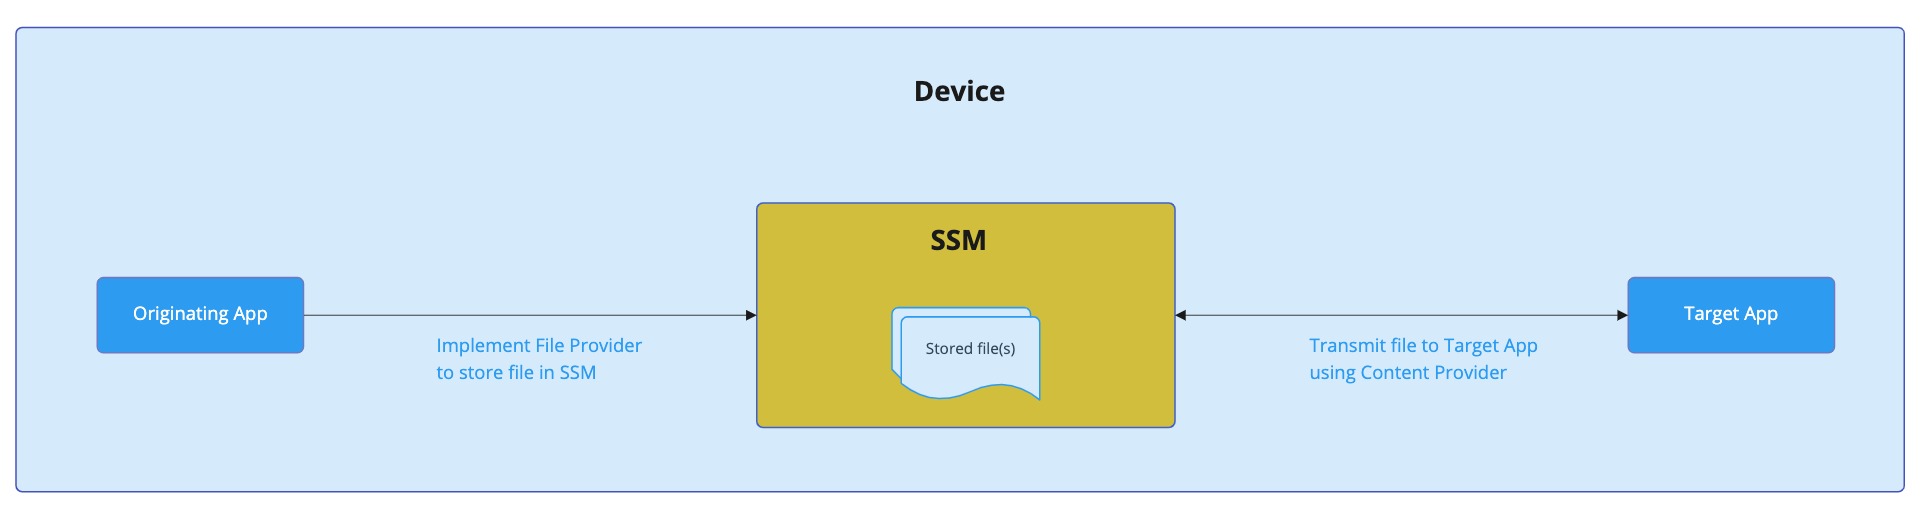 Device
SSM
Originating App
Implement File Provider
to store file in SSM
Stored file(s)
Target App
Transmit file to Target App
using Content Provider